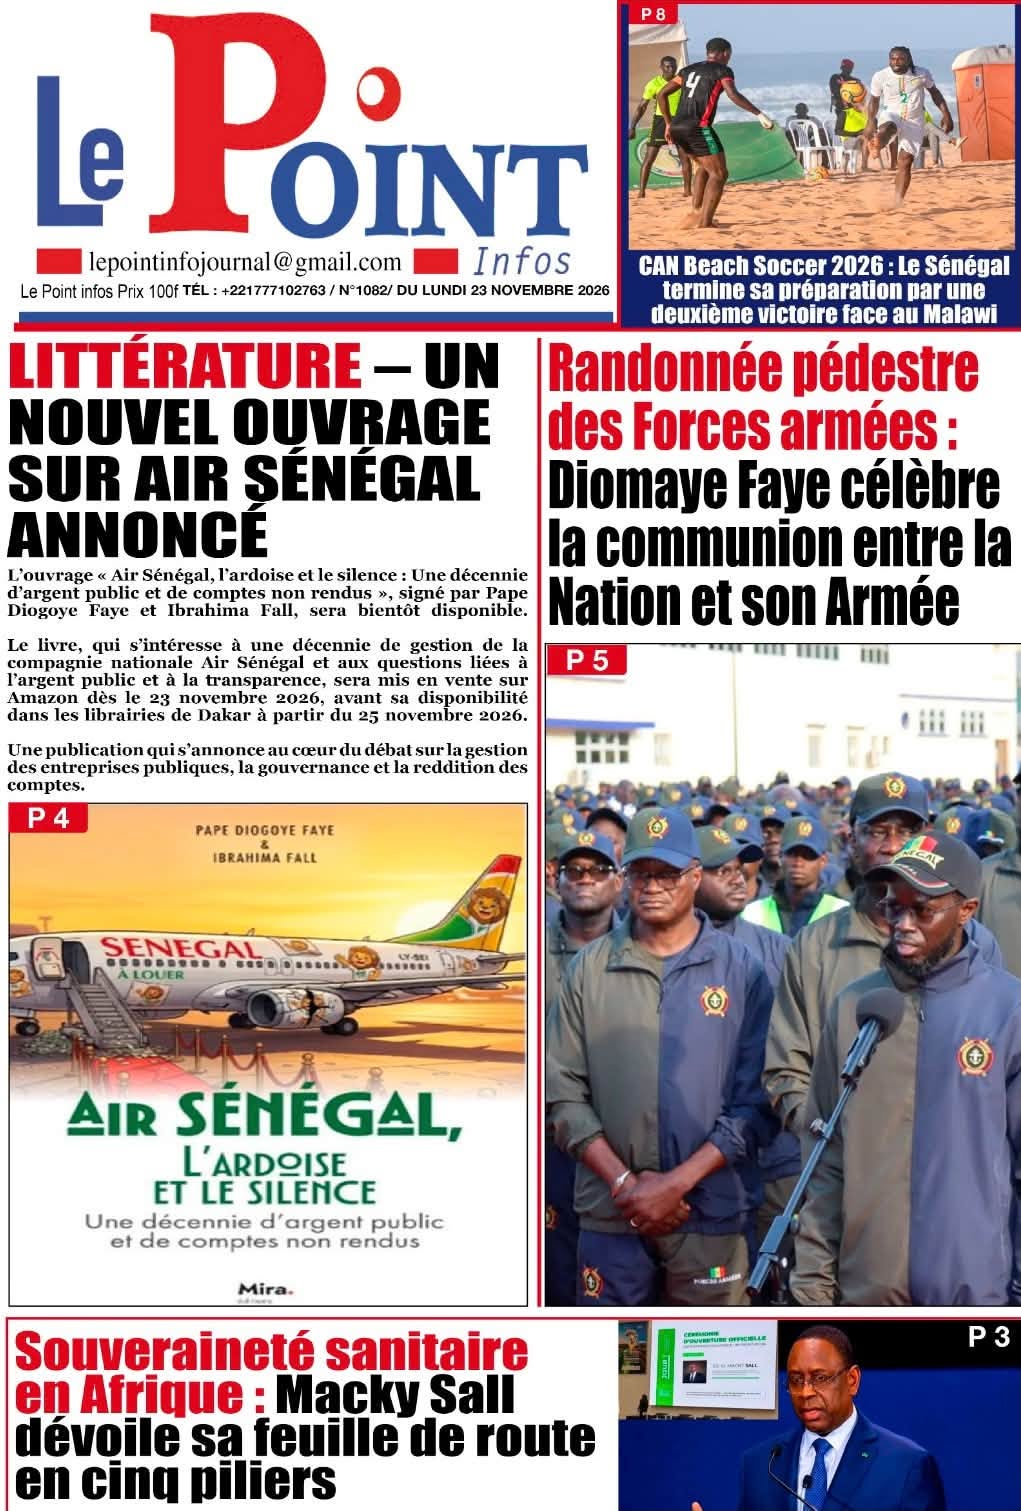 Le Point
Infos
lepointinfojournal@gmail.com
Le Point infos Prix 100f TÉL : +221777102763 / N°1082/ DU LUNDI 23 NOVEMBRE 2026
P 8
4
2
CAN Beach Soccer 2026 : Le Sénégal
termine sa préparation par une
deuxième victoire face au Malawi
LITTÉRATURE – UN
NOUVEL OUVRAGE
SUR AIR SÉNÉGAL
ANNONCÉ
L'ouvrage « Air Sénégal, l'ardoise et le silence : Une décennie
d'argent public et de comptes non rendus », signé par Pape
Diogoye Faye et Ibrahima Fall, sera bientôt disponible.
Le livre, qui s'intéresse à une décennie de gestion de la
compagnie nationale Air Sénégal et aux questions liées à
l'argent public et à la transparence, sera mis en vente sur
Amazon dès le 23 novembre 2026, avant sa disponibilité
dans les librairies de Dakar à partir du 25 novembre 2026.
Une publication qui s'annonce au cœur du débat sur la gestion
des entreprises publiques, la gouvernance et la reddition des
comptes.
P 4
PAPE DIOGOYE FAYE
&
IBRAHIMA FALL
SENEGAL
À LOUER
AIR SÉNÉGAL,
L'ARDOISE
ET LE SILENCE
Une décennie d'argent public
et de comptes non rendus
Mira.
Randonnée pédestre
des Forces armées :
Diomaye Faye célèbre
la communion entre la
Nation et son Armée
P 5
SENEGAL
FORCES ARMÉES
Souveraineté sanitaire
en Afrique : Macky Sall
dévoile sa feuille de route
en cinq piliers
P 3
CÉRÉMONIE
D'OUVERTURE OFFICIELLE